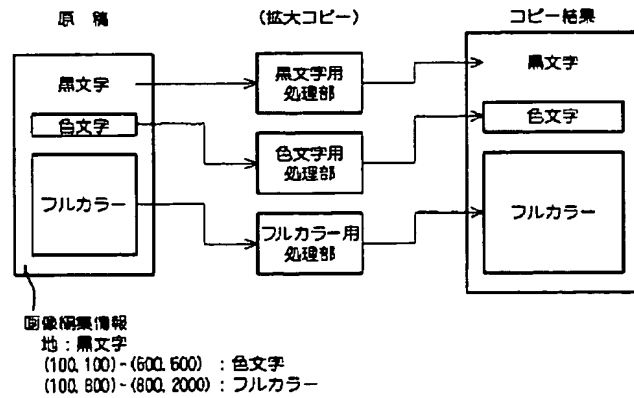 原稿
(拡大コピー)
コピー結果
黒文字
黒文字用
処理部
黒文字
色文字
色文字用
処理部
色文字
フルカラー
フルカラー用
処理部
フルカラー
画像編集情報
地:黒文字
(100,100)-(600,600):色文字
(100,800)-(800,2000):フルカラー